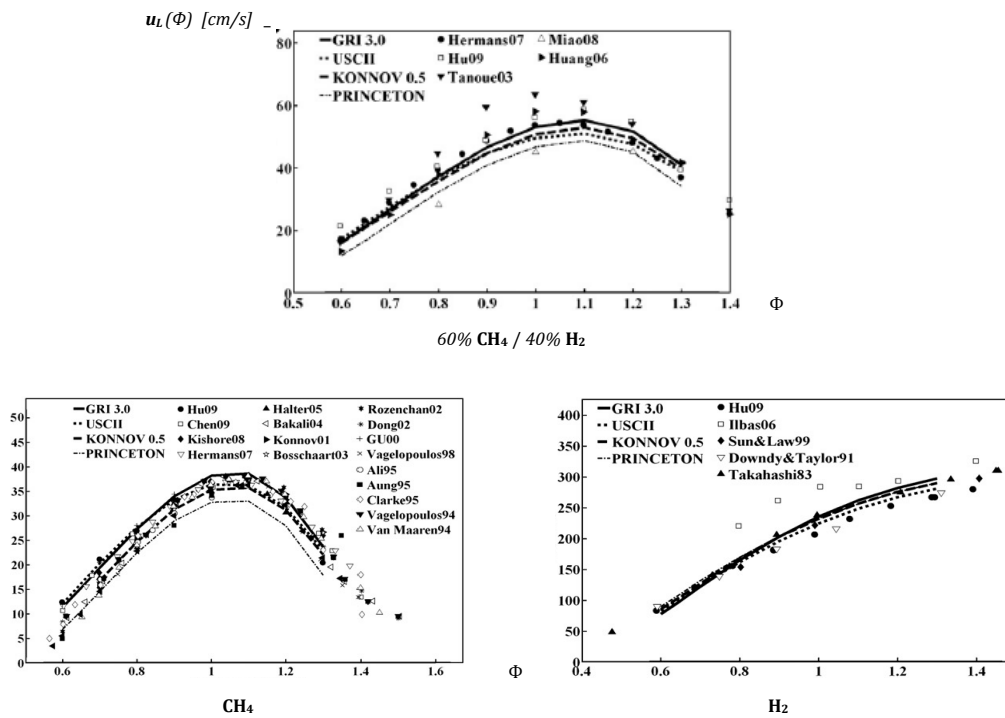 u_L(Φ) [cm/s]
GRI 3.0
USCII
KONNOV 0.5
PRINCETON
Hermans07
Hu09
Tanoue03
Miao08
Huang06
80
60
40
20
0
0.5 0.6 0.7 0.8 0.9 1 1.1 1.2 1.3 1.4
Φ
60% CH₄ / 40% H₂
GRI 3.0
USCII
KONNOV 0.5
PRINCETON
Hu09
Chen09
Kishore08
Hermans07
Halter05
Bakali04
Konnov01
Bosschaart03
Rozenchan02
Dong02
GU00
Vagelopoulos98
Ali95
Aung95
Clarke95
Vagelopoulos94
Van Maaren94
50
45
40
35
30
25
20
15
10
5
0
0.6 0.8 1 1.2 1.4 1.6
Φ
CH₄
GRI 3.0
USCII
KONNOV 0.5
PRINCETON
Hu09
Ilbas06
Sun&Law99
Downdy&Taylor91
Takahashi83
400
350
300
250
200
150
100
50
0
0.4 0.6 0.8 1 1.2 1.4
Φ
H₂